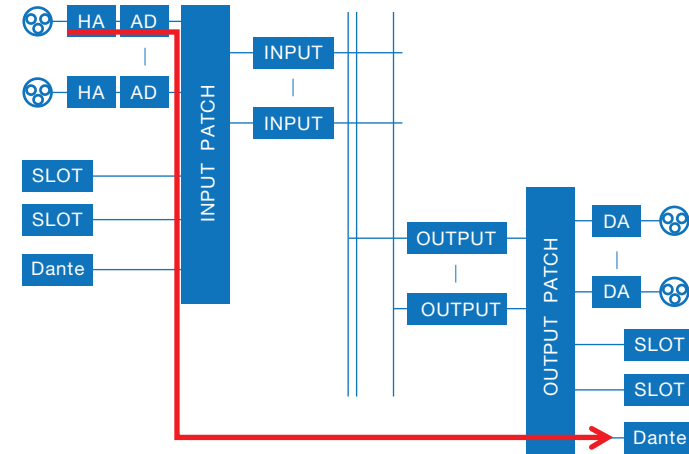 HA AD
HA AD
SLOT
SLOT
Dante
INPUT PATCH
INPUT
INPUT
OUTPUT
OUTPUT
OUTPUT PATCH
DA
DA
SLOT
SLOT
Dante